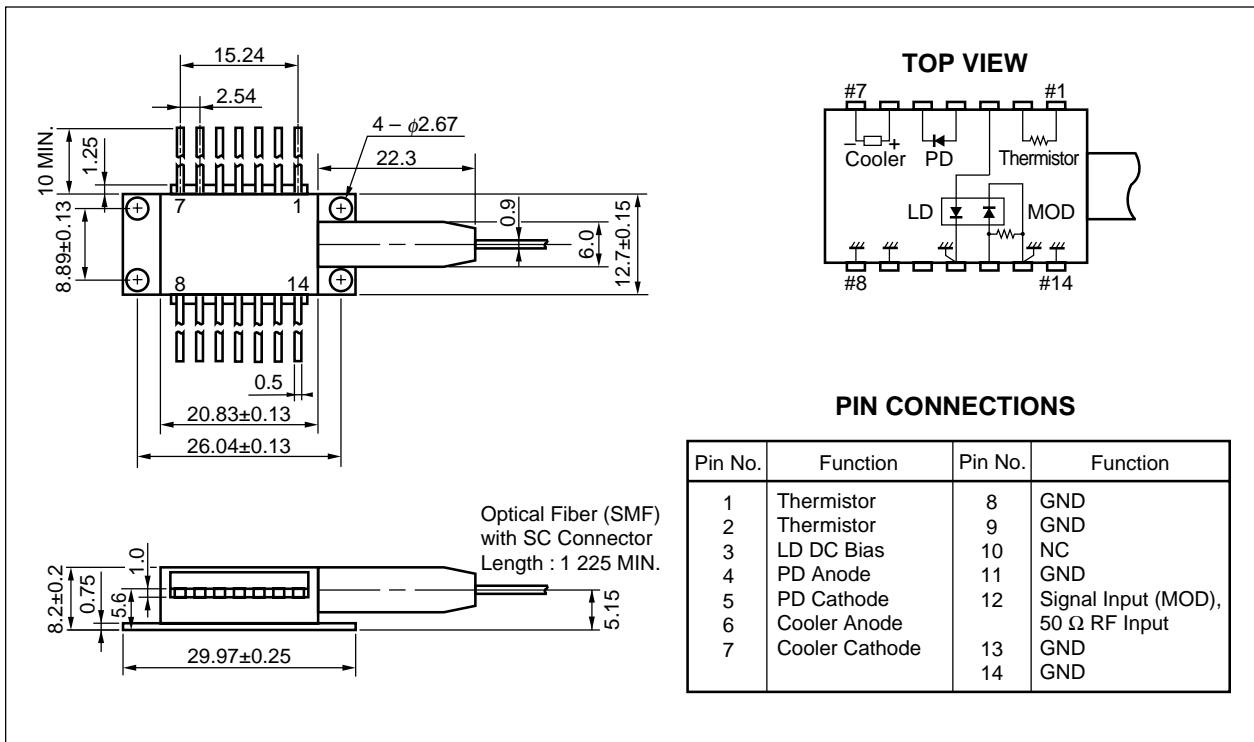 15.24
2.54
4 – ϕ2.67
10 MIN.
1.25
22.3
7
1
8.89±0.13
0.9
6.0
12.7±0.15
8
14
0.5
20.83±0.13
26.04±0.13
Optical Fiber (SMF)
with SC Connector
Length : 1 225 MIN.
8.2±0.2
0.75
5.6
1.0
5.15
29.97±0.25
TOP VIEW
#7
#1
– +
Cooler
PD
Thermistor
LD
MOD
#8
#14
PIN CONNECTIONS
Pin No. Function Pin No. Function
1 Thermistor 8 GND
2 Thermistor 9 GND
3 LD DC Bias 10 NC
4 PD Anode 11 GND
5 PD Cathode 12 Signal Input (MOD),
6 Cooler Anode 50 Ω RF Input
7 Cooler Cathode 13 GND
14 GND